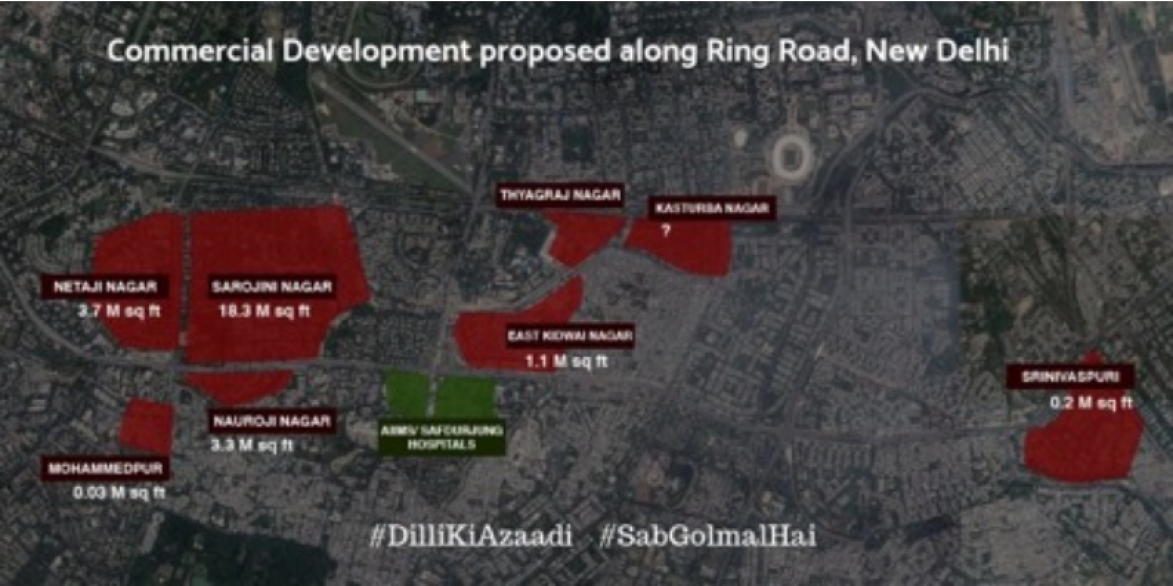 Commercial Development proposed along Ring Road, New Delhi
THYAGRAJ NAGAR
KASTURBA NAGAR
?
NETAJI NAGAR
3.7 M sq ft
SAROJINI NAGAR
18.3 M sq ft
EAST KIDWAI NAGAR
1.1 M sq ft
SRINIVASPURI
0.2 M sq ft
NAUROJI NAGAR
3.3 M sq ft
AIIMS/ SAFDURJUNG
HOSPITALS
MOHAMMEDPUR
0.03 M sq ft
#DilliKiAzaadi #SabGolmalHai